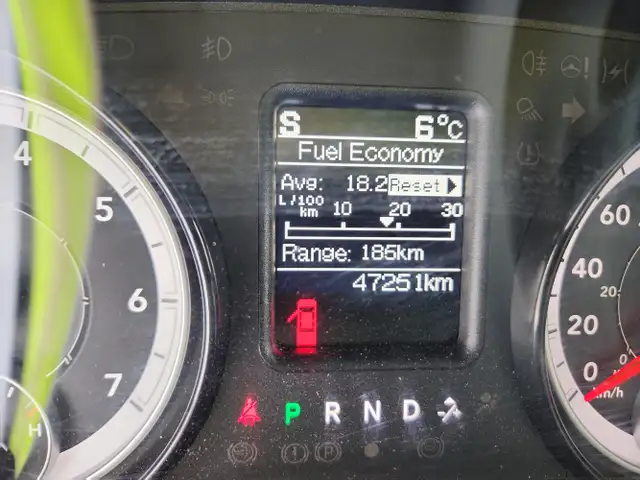 S 6°C
Fuel Economy
Avg: 18.2 Reset
L/100 km 10 20 30
Range: 185km
47251km
P R N D
4
5
6
7
H
60
40
20
20
0
0
km/h